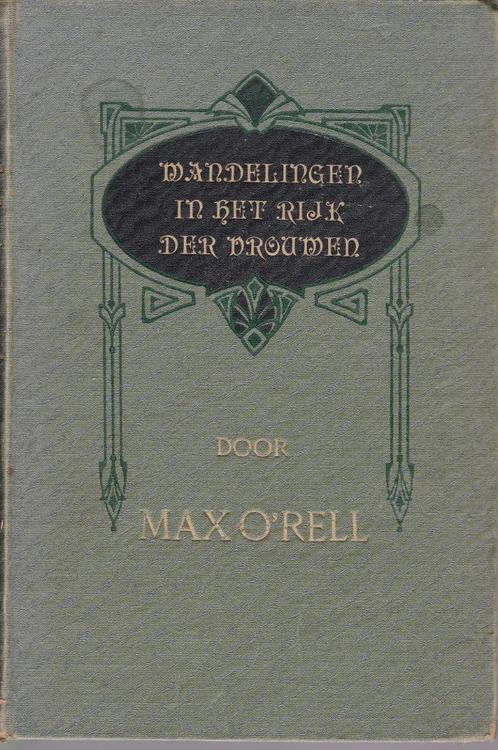 WANDELINGEN
IN HET RIJK
DER VROUWEN
DOOR
MAX O'RELL